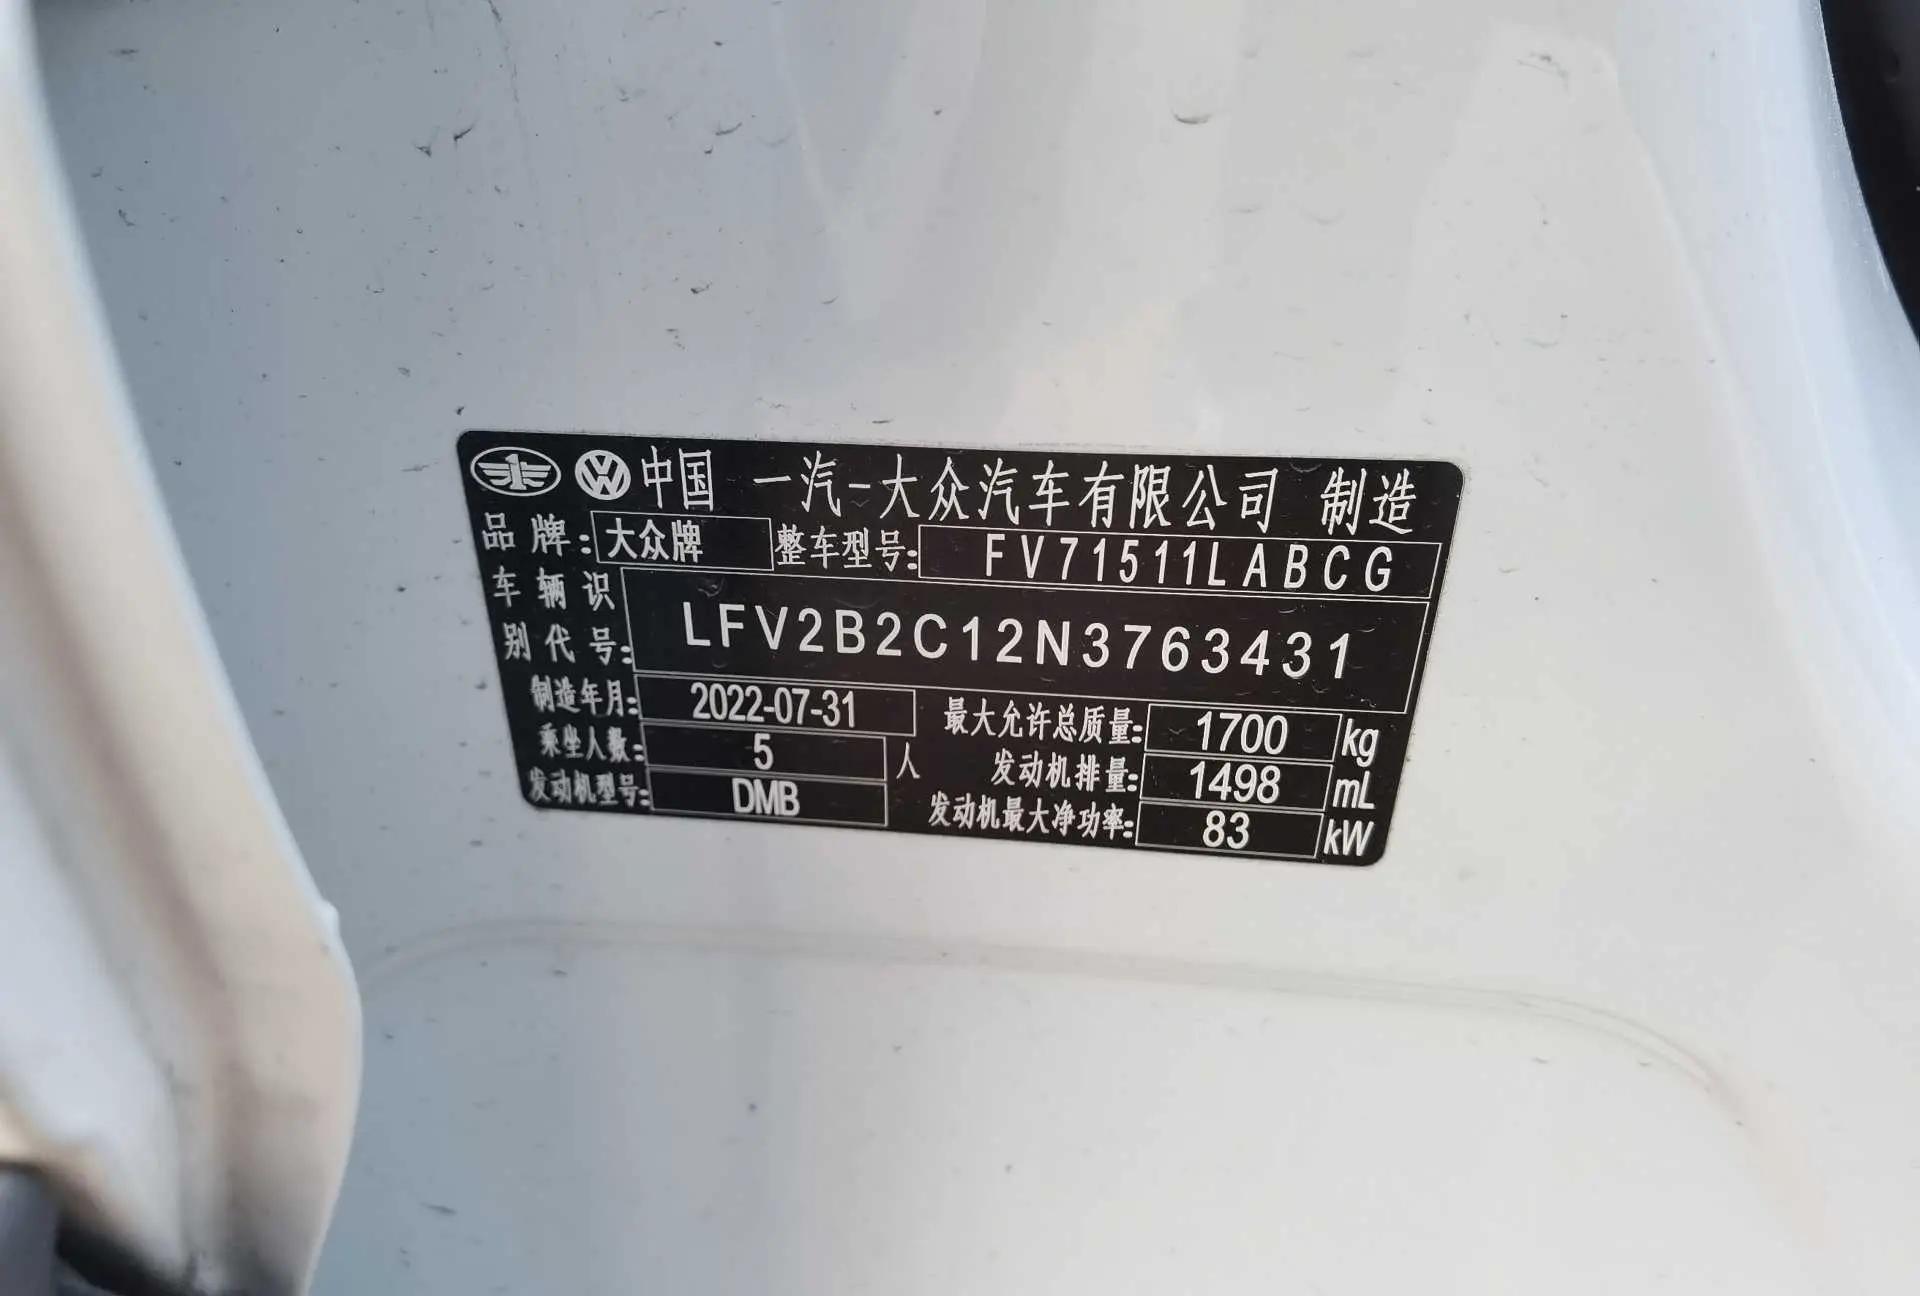 中国 一汽-大众汽车有限公司 制造
品牌: 大众牌 整车型号: FV71511LABCG
车辆识别代号: LFV2B2C12N3763431
制造年月: 2022-07-31 最大允许总质量: 1700 kg
乘坐人数: 5 人 发动机排量: 1498 mL
发动机型号: DMB 发动机最大净功率: 83 kW